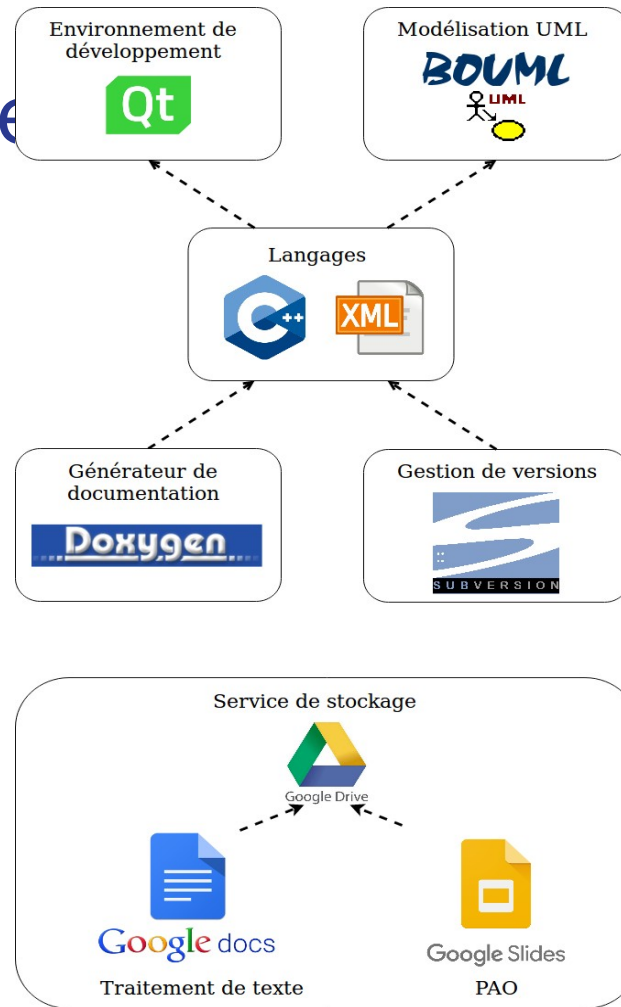 Environnement de
développement
Qt
Modélisation UML
BOUML
UML
e
Langages
C++
XML
Générateur de
documentation
Doxygen
Gestion de versions
SUBVERSION
Service de stockage
Google Drive
Google docs
Google Slides
Traitement de texte
PAO